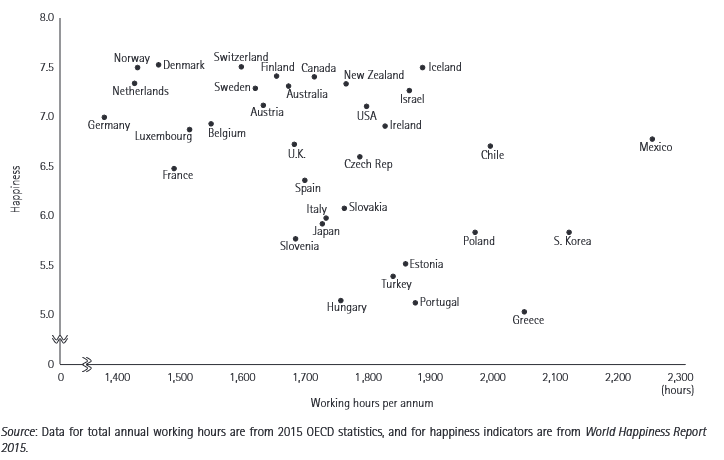 8.0
7.5
7.0
6.5
6.0
5.5
5.0
0
Happiness
Norway
Denmark
Switzerland
Finland
Canada
New Zealand
Iceland
Netherlands
Sweden
Australia
Israel
Austria
USA
Germany
Luxembourg
Belgium
Ireland
U.K.
Czech Rep
Chile
Mexico
France
Spain
Italy
Slovakia
Japan
Slovenia
Poland
S. Korea
Estonia
Turkey
Hungary
Portugal
Greece
0 1,400 1,500 1,600 1,700 1,800 1,900 2,000 2,100 2,200 2,300
(hours)
Working hours per annum
Source: Data for total annual working hours are from 2015 OECD statistics, and for happiness indicators are from World Happiness Report
2015.